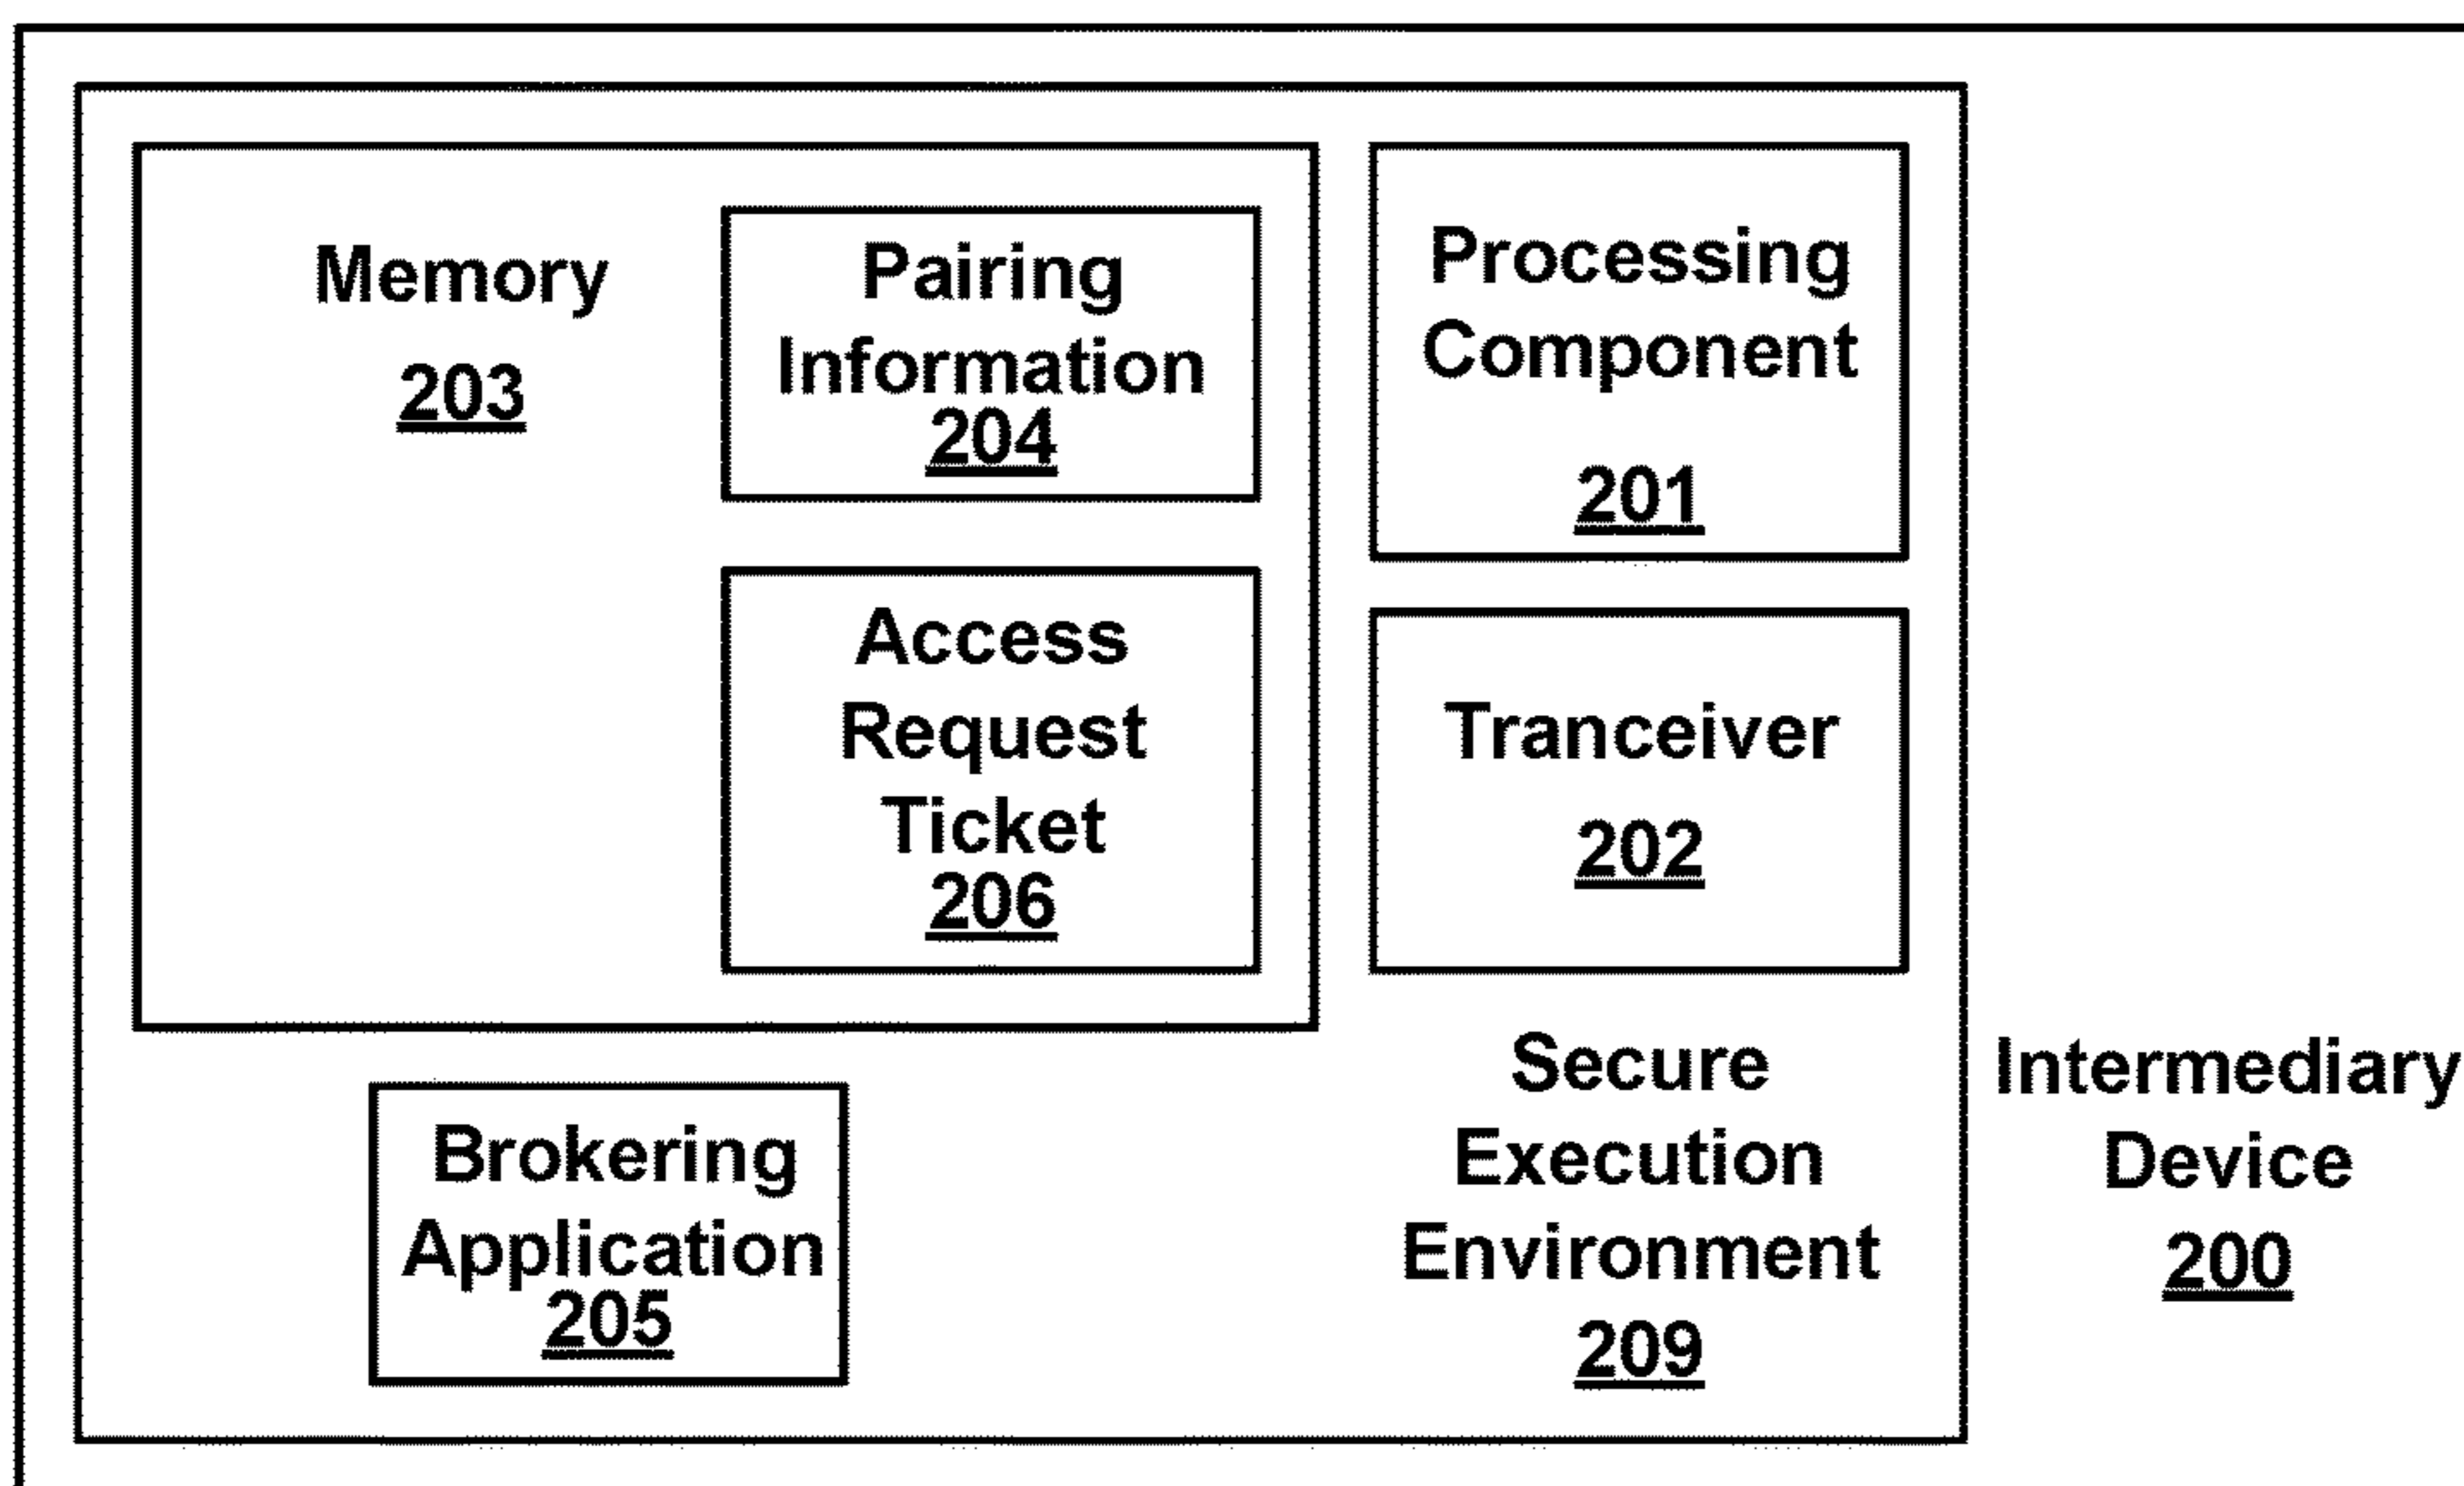 Memory
203
Pairing
Information
204
Access
Request
Ticket
206
Processing
Component
201
Tranceiver
202
Brokering
Application
205
Secure
Execution
Environment
209
Intermediary
Device
200